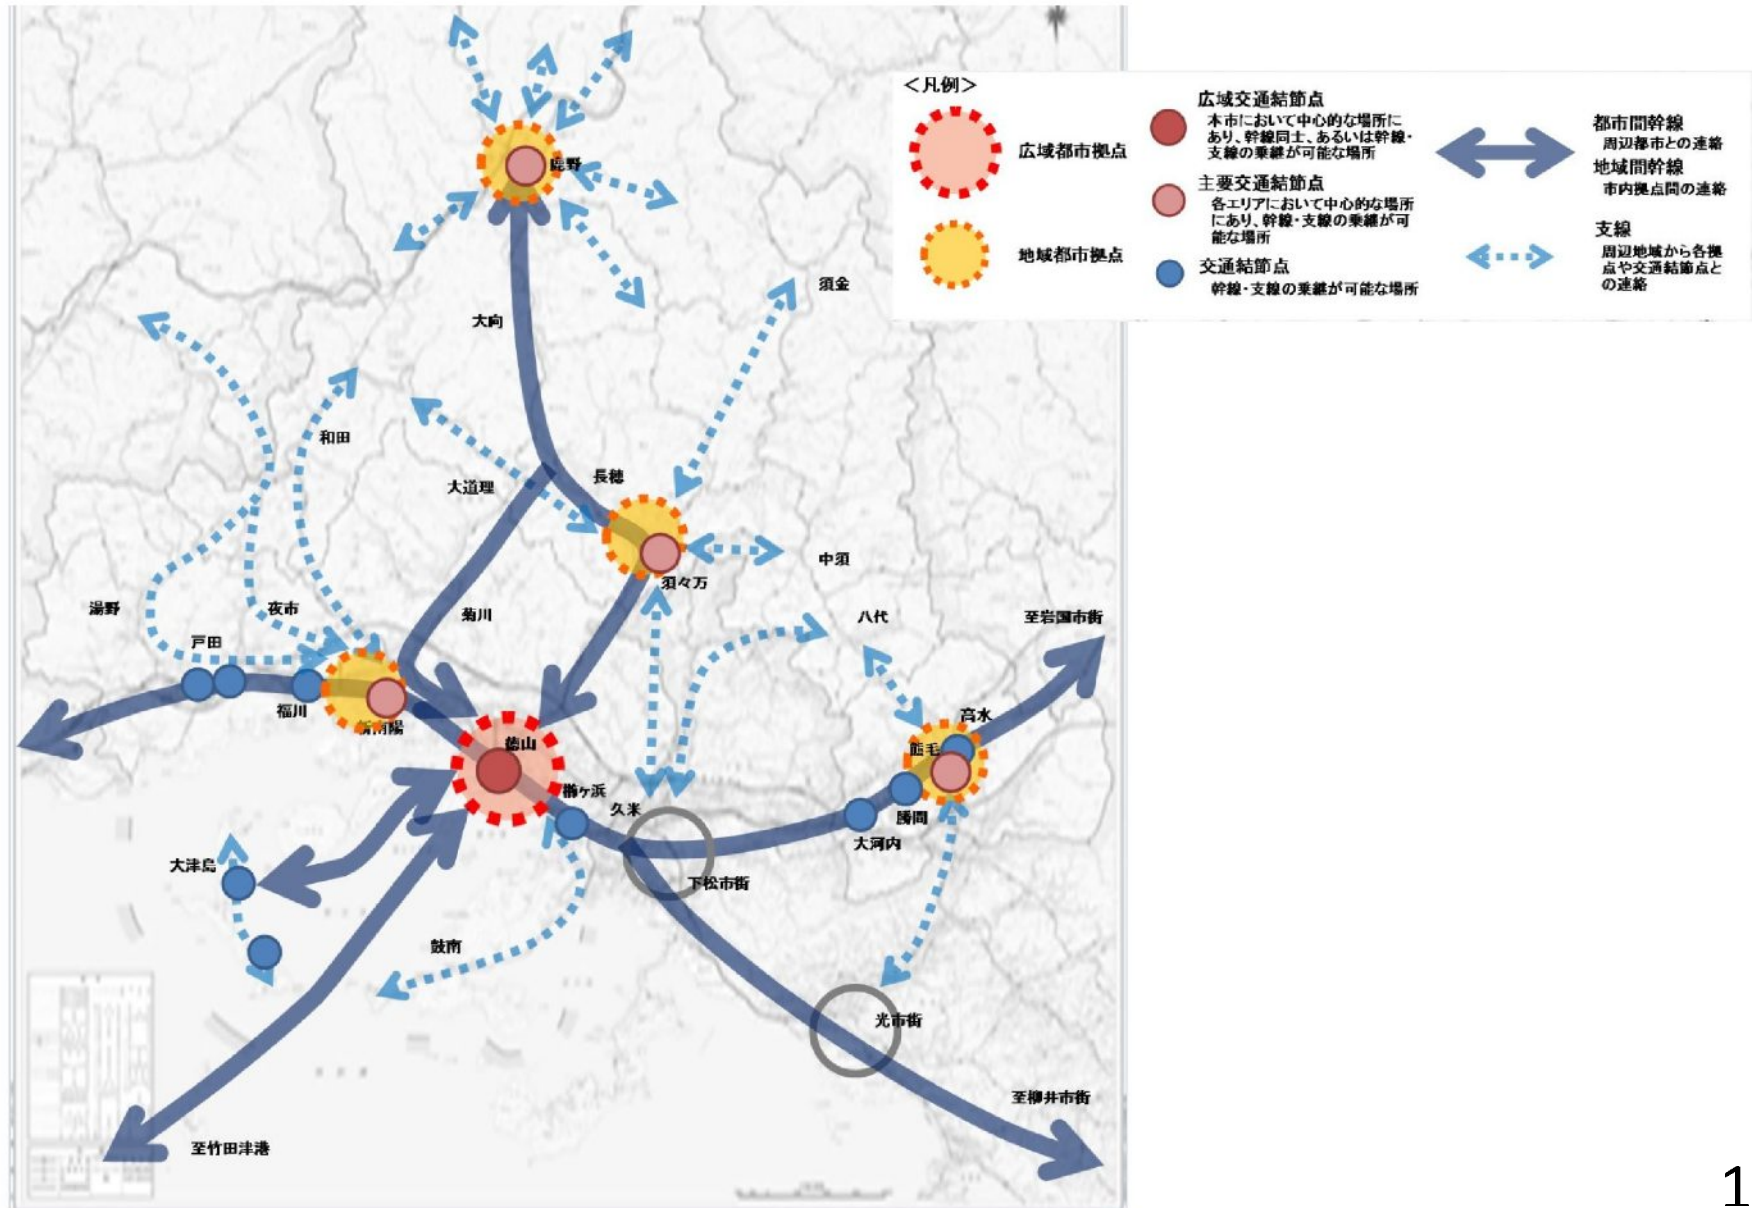 <凡例>
広域都市拠点
地域都市拠点
広域交通結節点
本市において中心的な場所に
あり、幹線同士、あるいは幹線・
支線の乗継が可能な場所
主要交通結節点
各エリアにおいて中心的な場所
にあり、幹線・支線の乗継が可
能な場所
交通結節点
幹線・支線の乗継が可能な場所
都市間幹線
周辺都市との連絡
地域間幹線
市内拠点間の連絡
支線
周辺地域から各拠
点や交通結節点と
の連絡
鹿野
須金
大向
和田
大道理
長穂
中須
須々万
湯野
夜市
菊川
八代
至岩国市街
戸田
福川
新南陽
徳山
高水
熊毛
櫛ヶ浜
久米
勝間
大河内
大津島
下松市街
鼓南
光市街
至柳井市街
至竹田津港
1